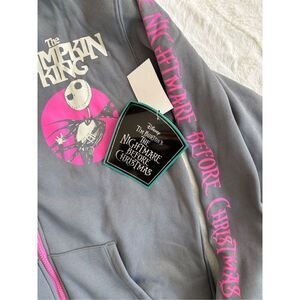 The
PUMPKIN
KING
Disney
TIM BURTON'S
THE
NIGHTMARE
BEFORE
CHRISTMAS
NIGHTMARE BEFORE CHRISTMAS